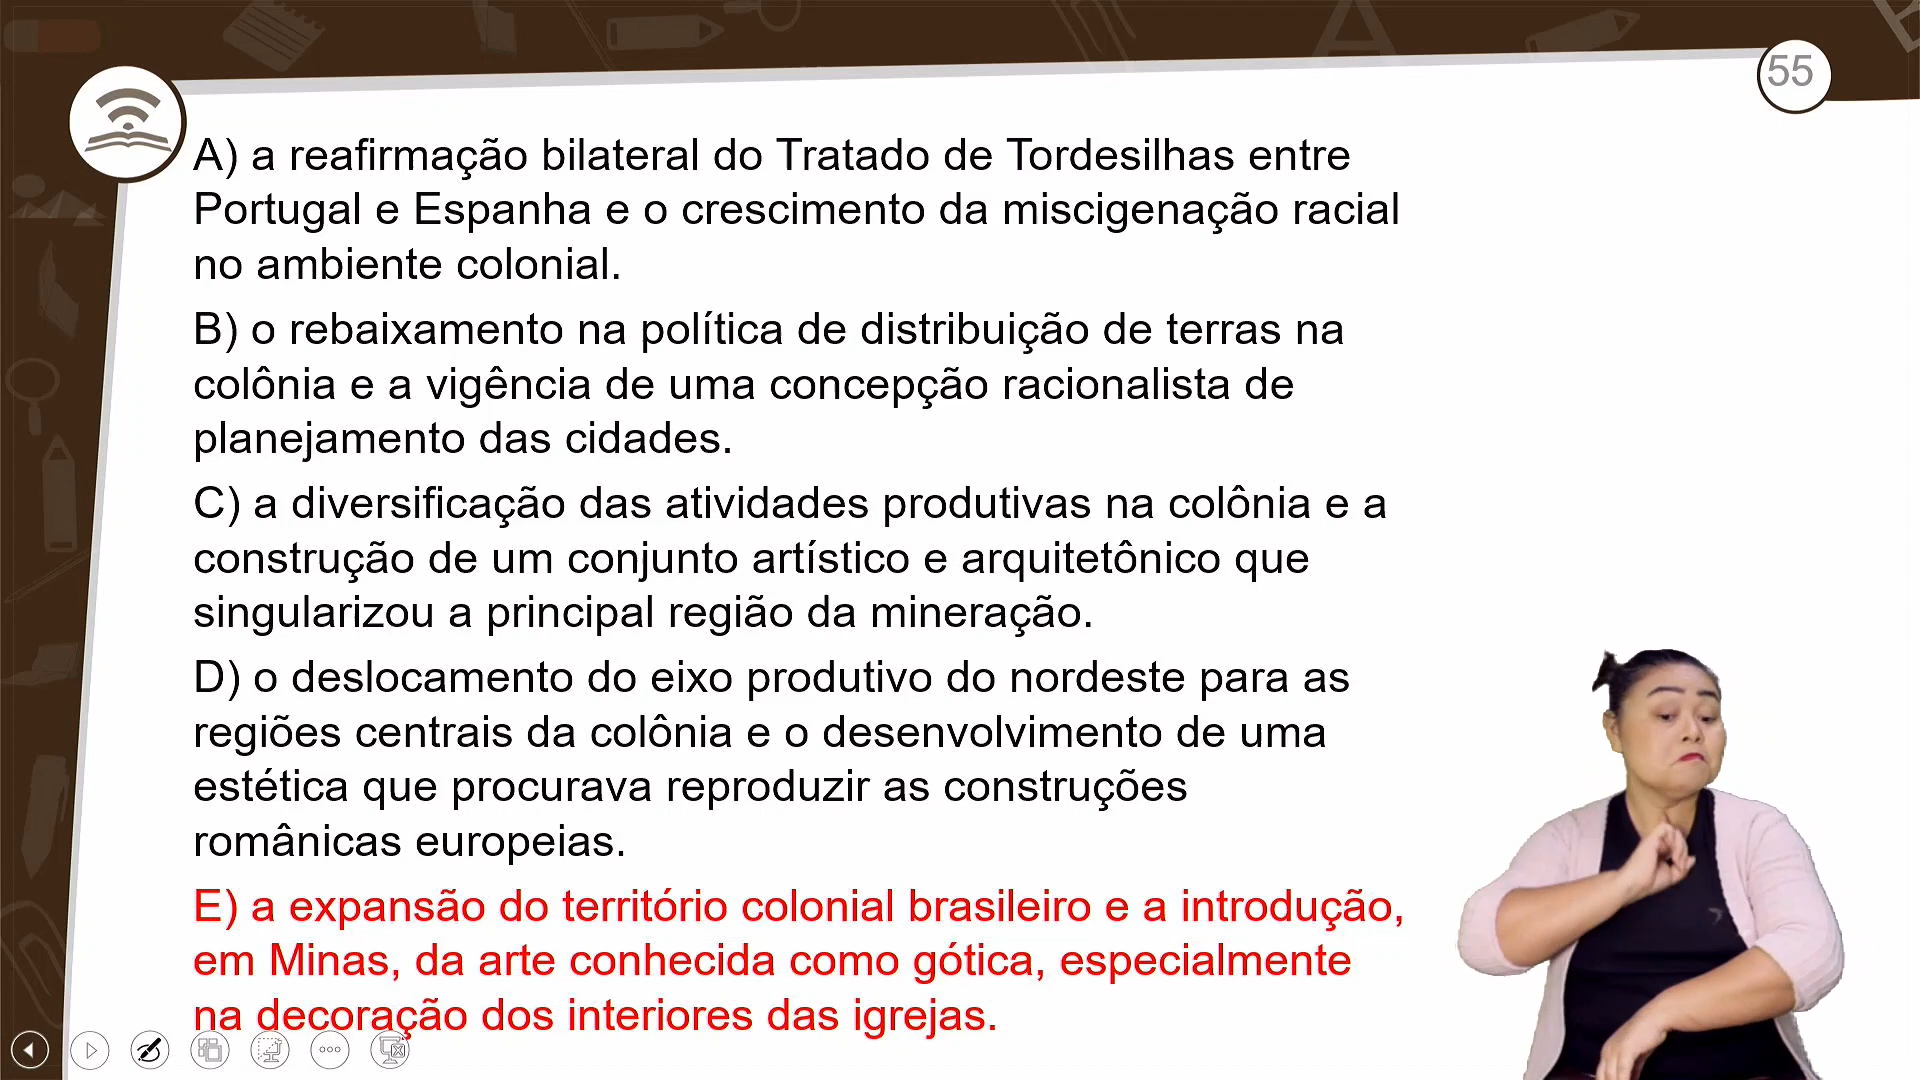 55
A) a reafirmação bilateral do Tratado de Tordesilhas entre
Portugal e Espanha e o crescimento da miscigenação racial
no ambiente colonial.
B) o rebaixamento na política de distribuição de terras na
colônia e a vigência de uma concepção racionalista de
planejamento das cidades.
C) a diversificação das atividades produtivas na colônia e a
construção de um conjunto artístico e arquitetônico que
singularizou a principal região da mineração.
D) o deslocamento do eixo produtivo do nordeste para as
regiões centrais da colônia e o desenvolvimento de uma
estética que procurava reproduzir as construções
românicas europeias.
E) a expansão do território colonial brasileiro e a introdução,
em Minas, da arte conhecida como gótica, especialmente
na decoração dos interiores das igrejas.